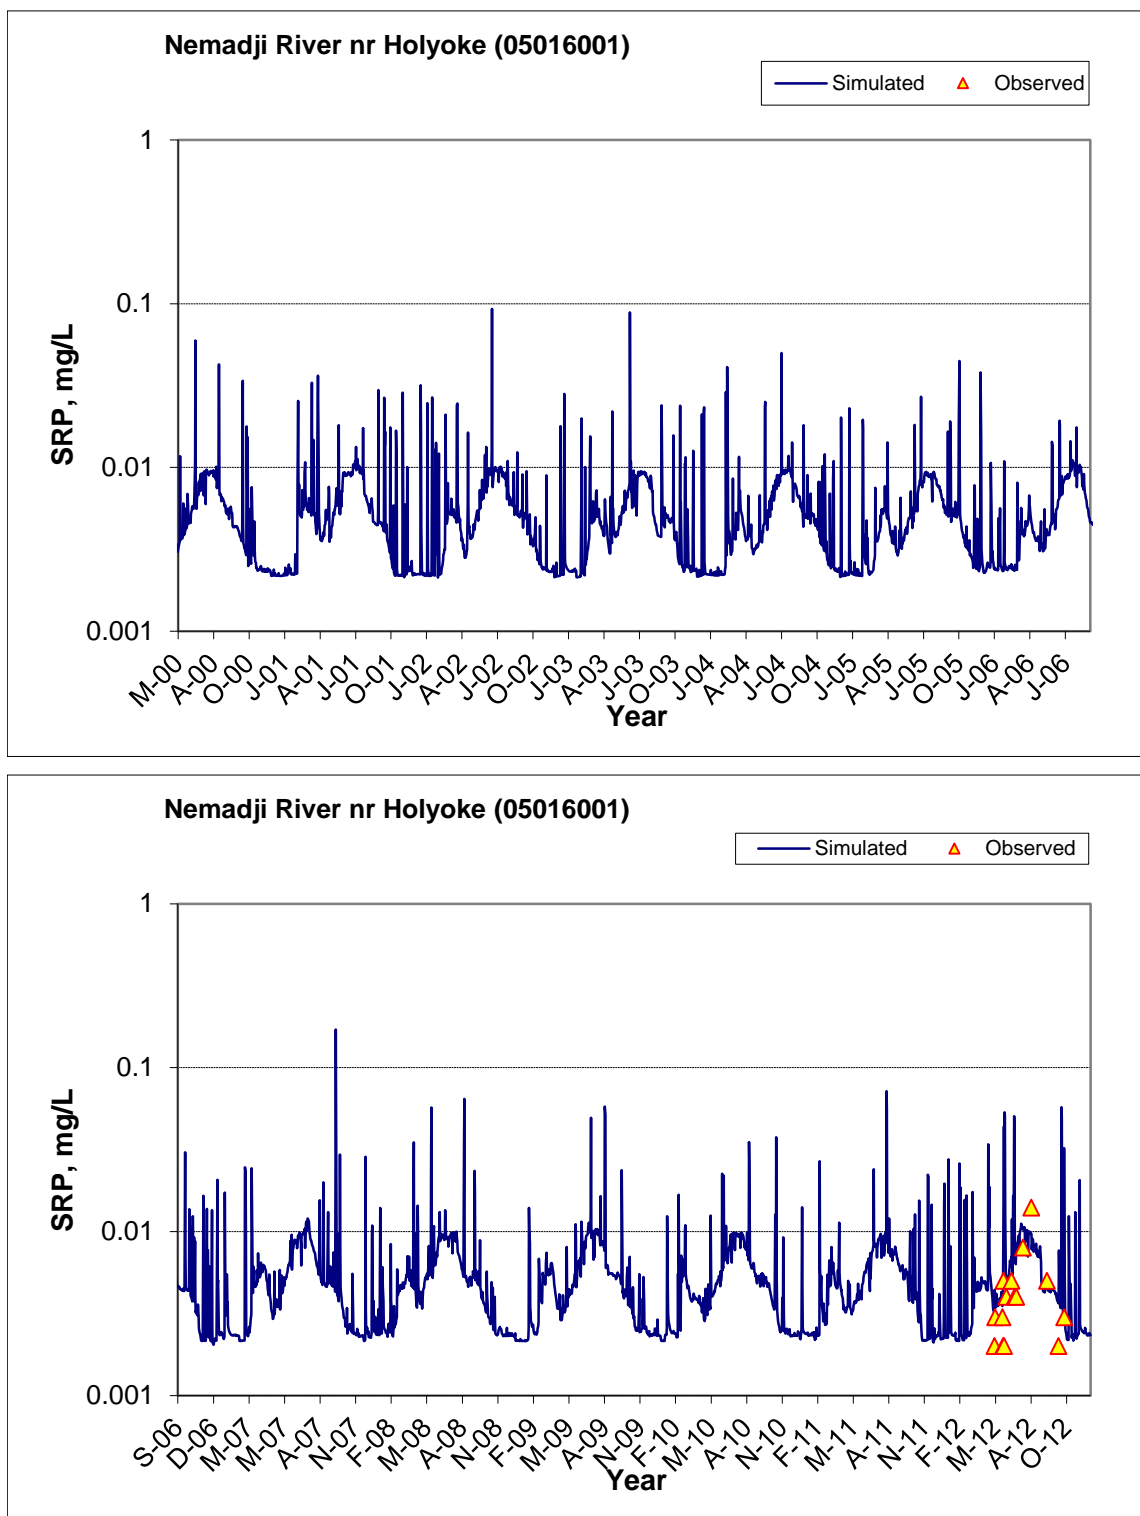 Nemadji River nr Holyoke (05016001)
Simulated Observed
1
0.1
0.01
0.001
SRP, mg/L
M-00 A-00 O-00 J-01 A-01 J-01 O-01 J-02 A-02 J-02 O-02 J-03 A-03 J-03 O-03 J-04 A-04 J-04 O-04 J-05 A-05 J-05 O-05 J-06 A-06 J-06
Year
Nemadji River nr Holyoke (05016001)
Simulated Observed
1
0.1
0.01
0.001
SRP, mg/L
S-06 D-06 M-07 M-07 A-07 N-07 F-08 M-08 A-08 N-08 F-09 M-09 A-09 N-09 F-10 M-10 A-10 N-10 F-11 M-11 A-11 N-11 F-12 M-12 A-12 O-12
Year